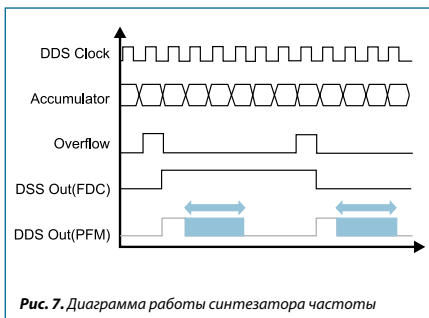 DDS Clock
Accumulator
Overflow
DSS Out(FDC)
DDS Out(PFM)
Рис. 7. Диаграмма работы синтезатора частоты